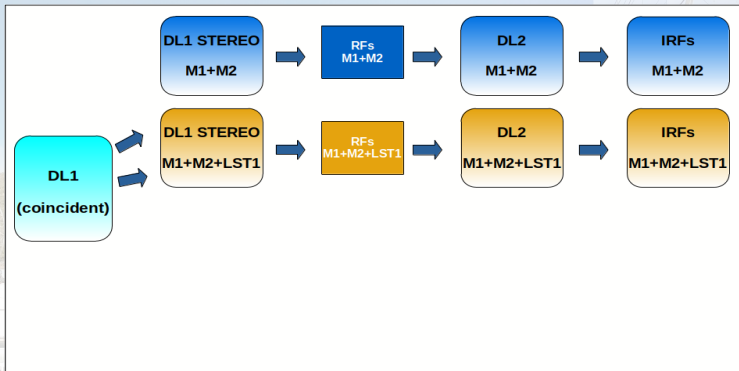 DL1 STEREO
M1+M2
RFs
M1+M2
DL2
M1+M2
IRFs
M1+M2
DL1 STEREO
M1+M2+LST1
RFs
M1+M2+LST1
DL2
M1+M2+LST1
IRFs
M1+M2+LST1
DL1
(coincident)